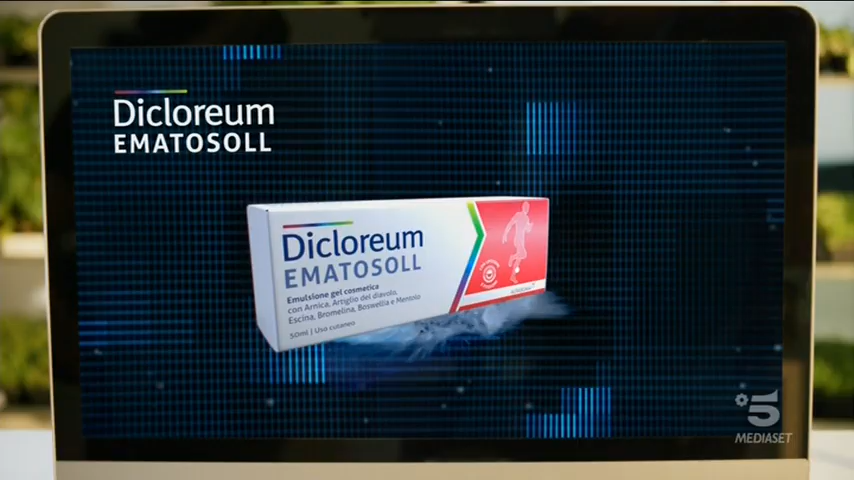 Dicloreum
EMATOSOLL
Dicloreum
EMATOSOLL
Emulsione gel cosmetica
con Arnica, Artiglio del diavolo,
Escina, Bromelina, Boswellia e Mentolo
50ml | Uso cutaneo
5
MEDIASET